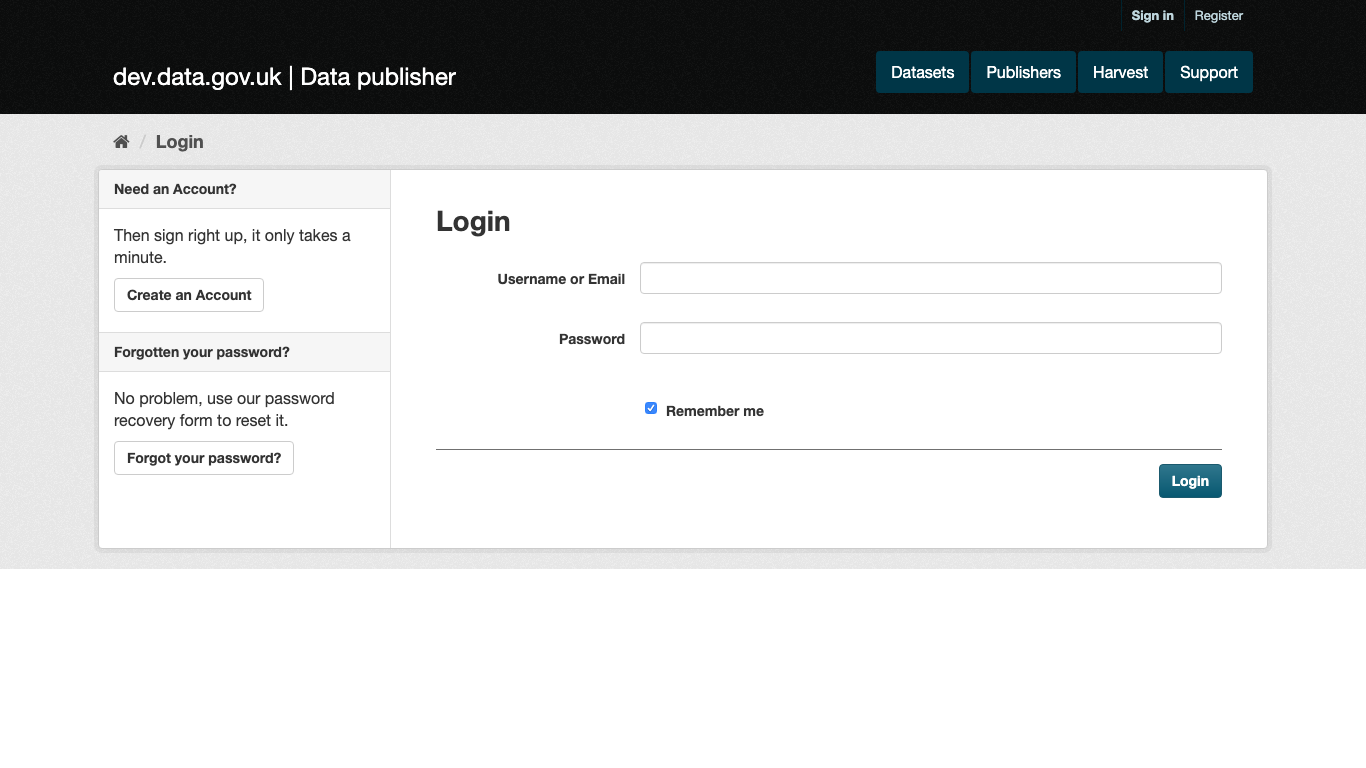 Sign in
Register
dev.data.gov.uk | Data publisher
Datasets
Publishers
Harvest
Support
/ Login
Need an Account?
Then sign right up, it only takes a
minute.
Create an Account
Forgotten your password?
No problem, use our password
recovery form to reset it.
Forgot your password?
Login
Username or Email
Password
Remember me
Login